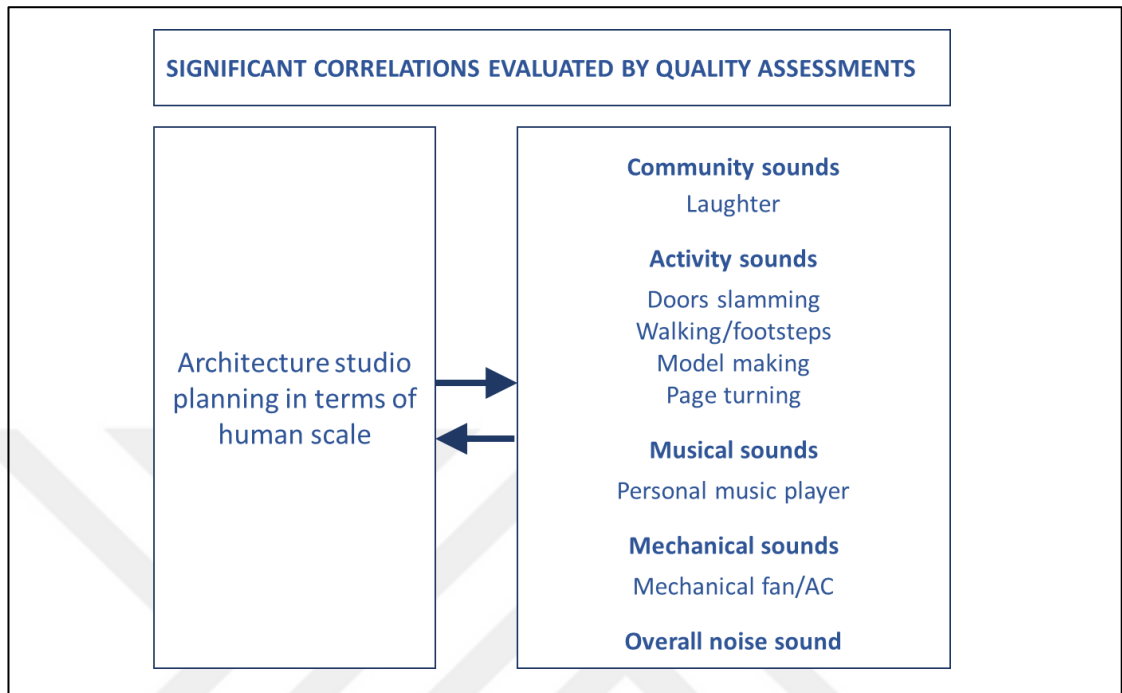 SIGNIFICANT CORRELATIONS EVALUATED BY QUALITY ASSESSMENTS
Architecture studio
planning in terms of
human scale
Community sounds
Laughter
Activity sounds
Doors slamming
Walking/footsteps
Model making
Page turning
Musical sounds
Personal music player
Mechanical sounds
Mechanical fan/AC
Overall noise sound